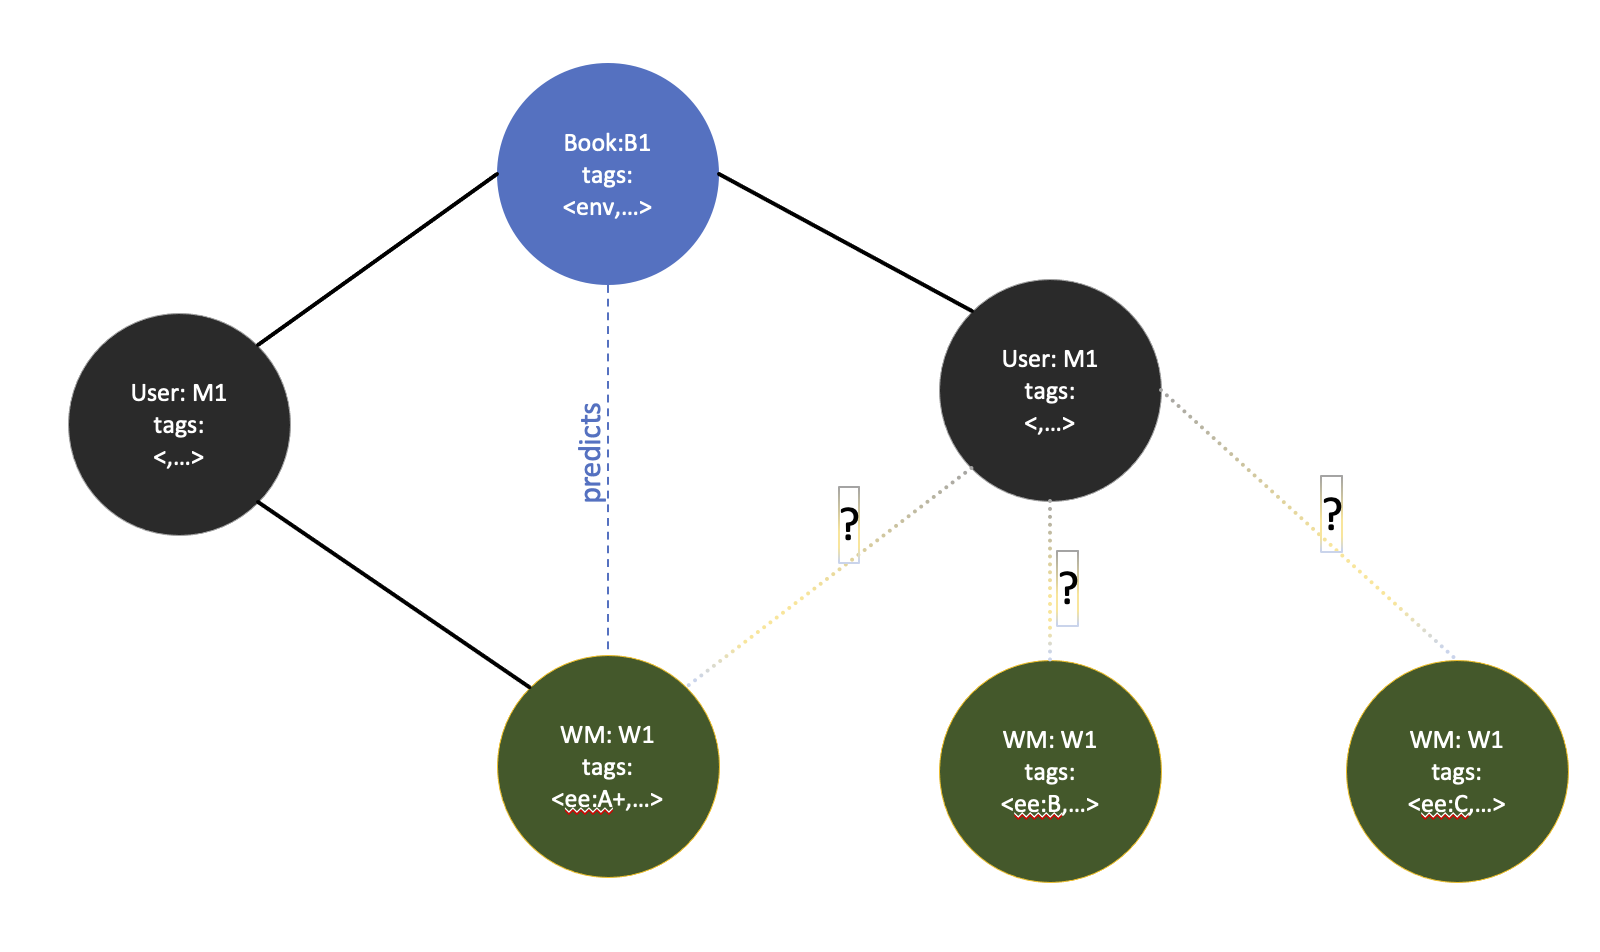 Book:B1
tags:
<env,...>
User: M1
tags:
<,...>
User: M1
tags:
<,...>
predicts
?
?
?
WM: W1
tags:
<ee:A+,...>
WM: W1
tags:
<ee:B,...>
WM: W1
tags:
<ee:C,...>